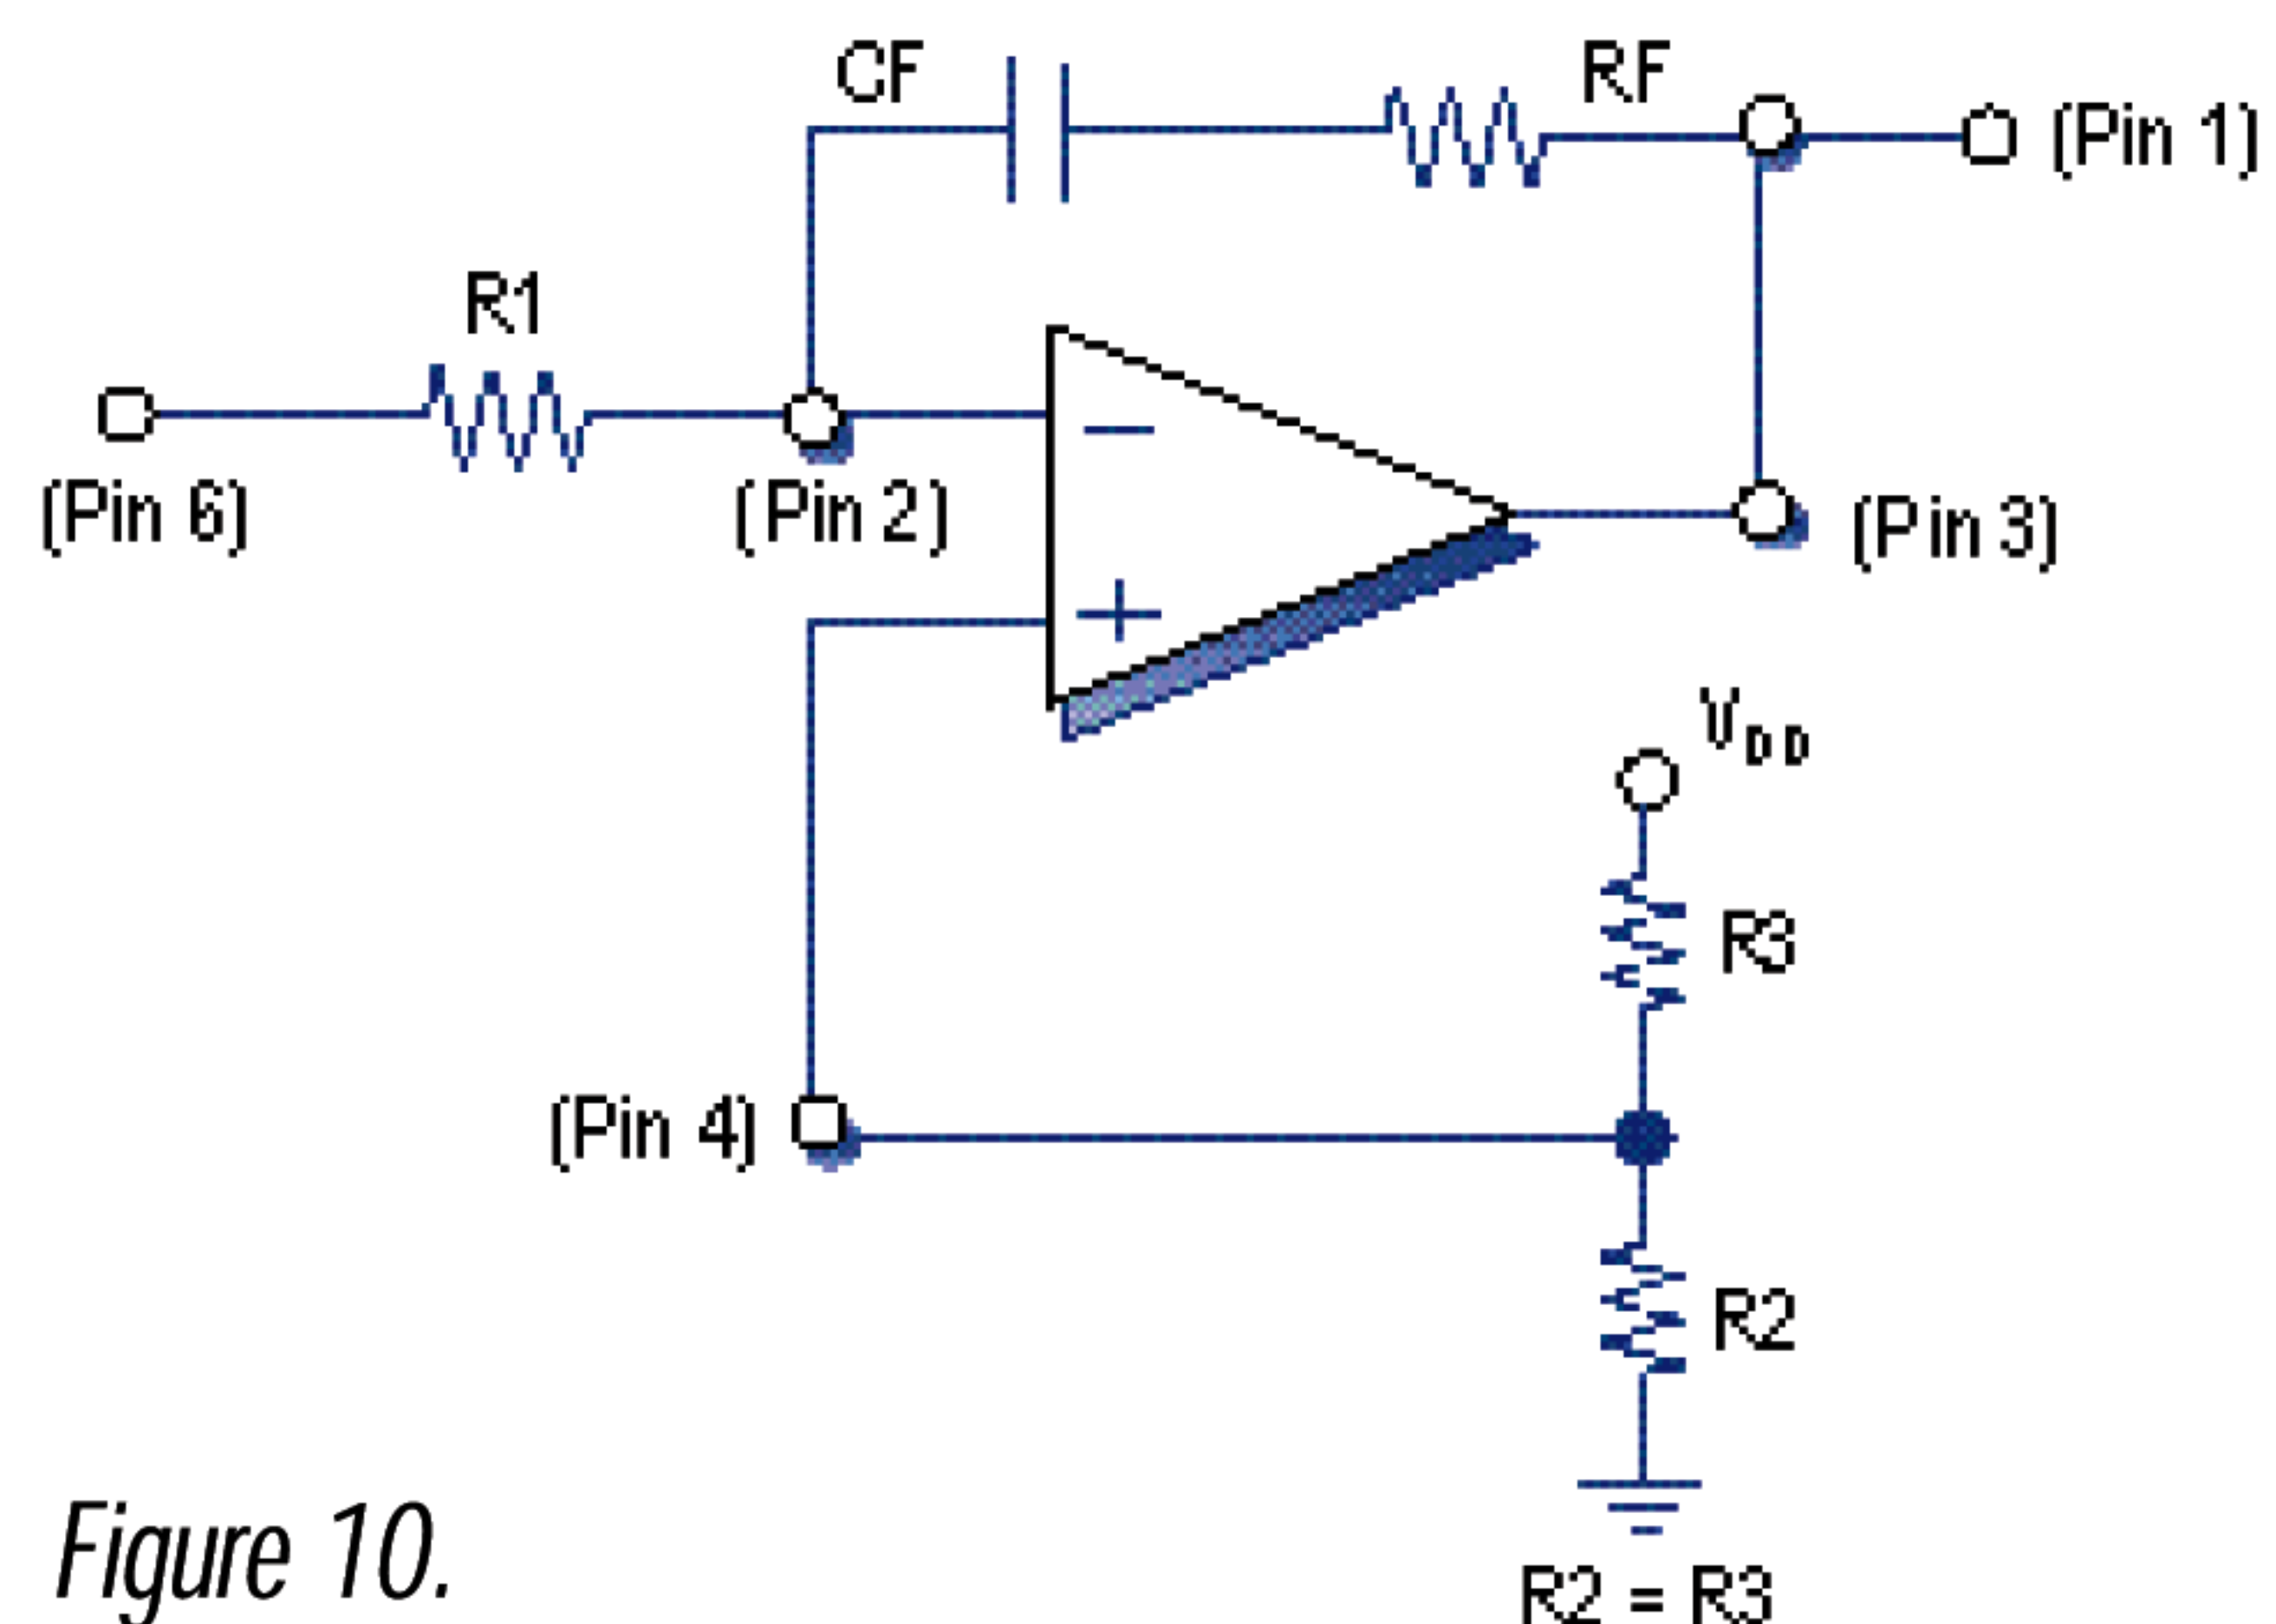 CF
RF
(Pin 1)
R1
(Pin 6)
(Pin 2)
(Pin 3)
VDD
R3
(Pin 4)
R2
R2 = R3
Figure 10.